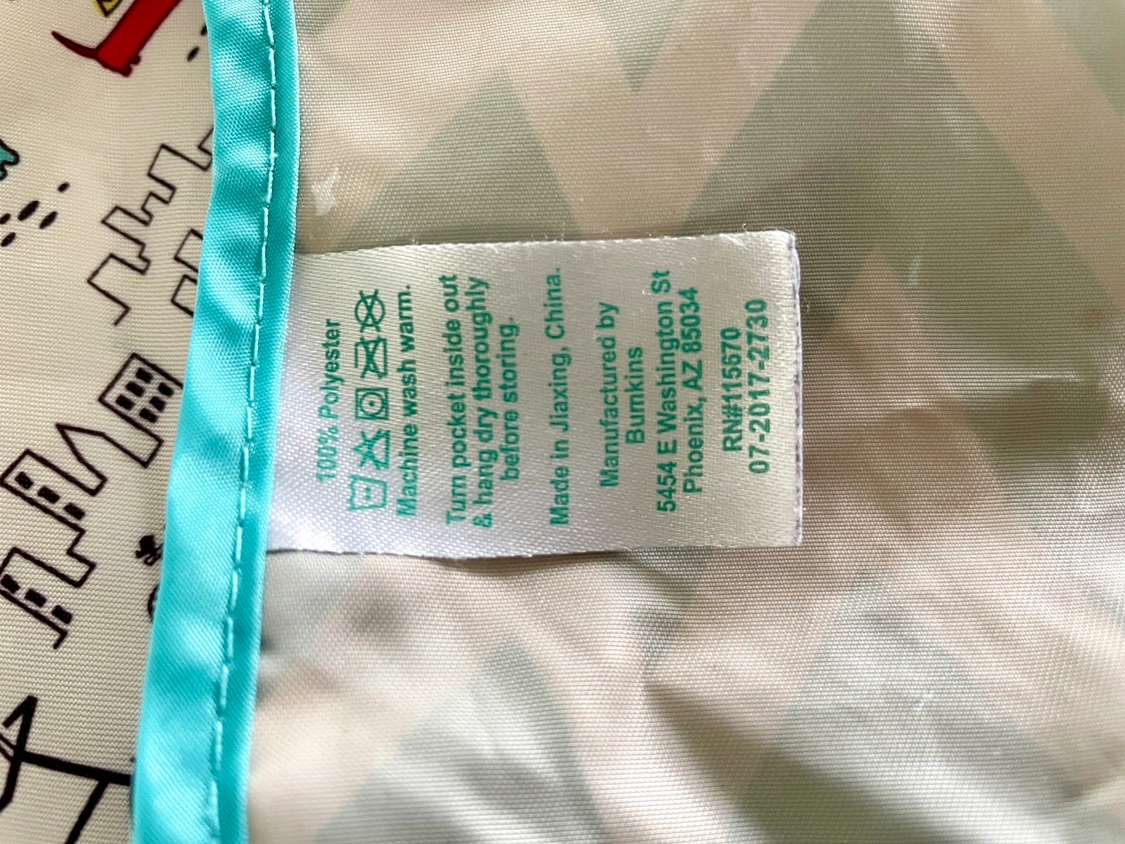 100% Polyester
Machine wash warm.
Turn pocket inside out
& hang dry thoroughly
before storing.
Made in Jiaxing, China.
Manufactured by
Bumkins
5454 E Washington St
Phoenix, AZ 85034
RN#115570
07-2017-2730